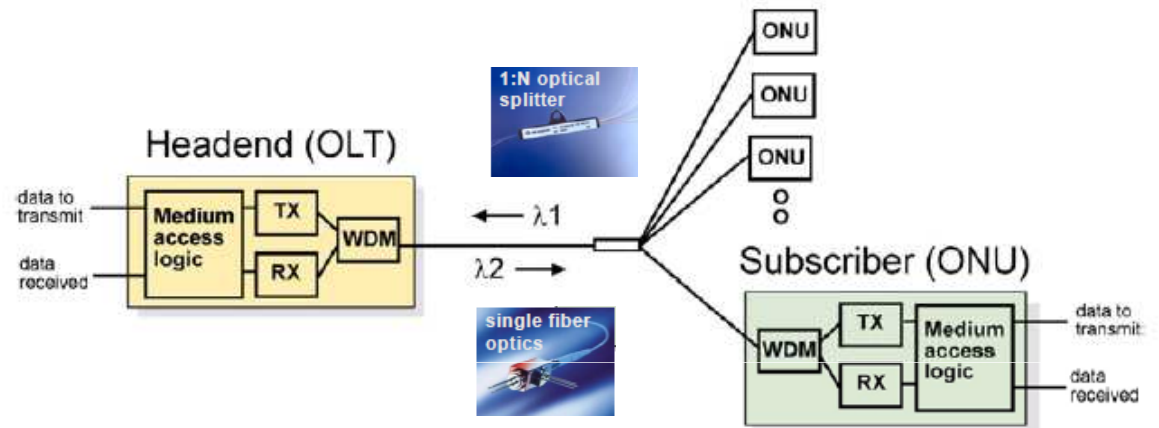 ONU
1:N optical
splitter
ONU
Headend (OLT)
ONU
data to
transmit
Medium
access
logic
TX
RX
WDM
data
received
λ1
λ2
Subscriber (ONU)
single fiber
optics
WDM
TX
RX
Medium
access
logic
data to
transmit
data
received